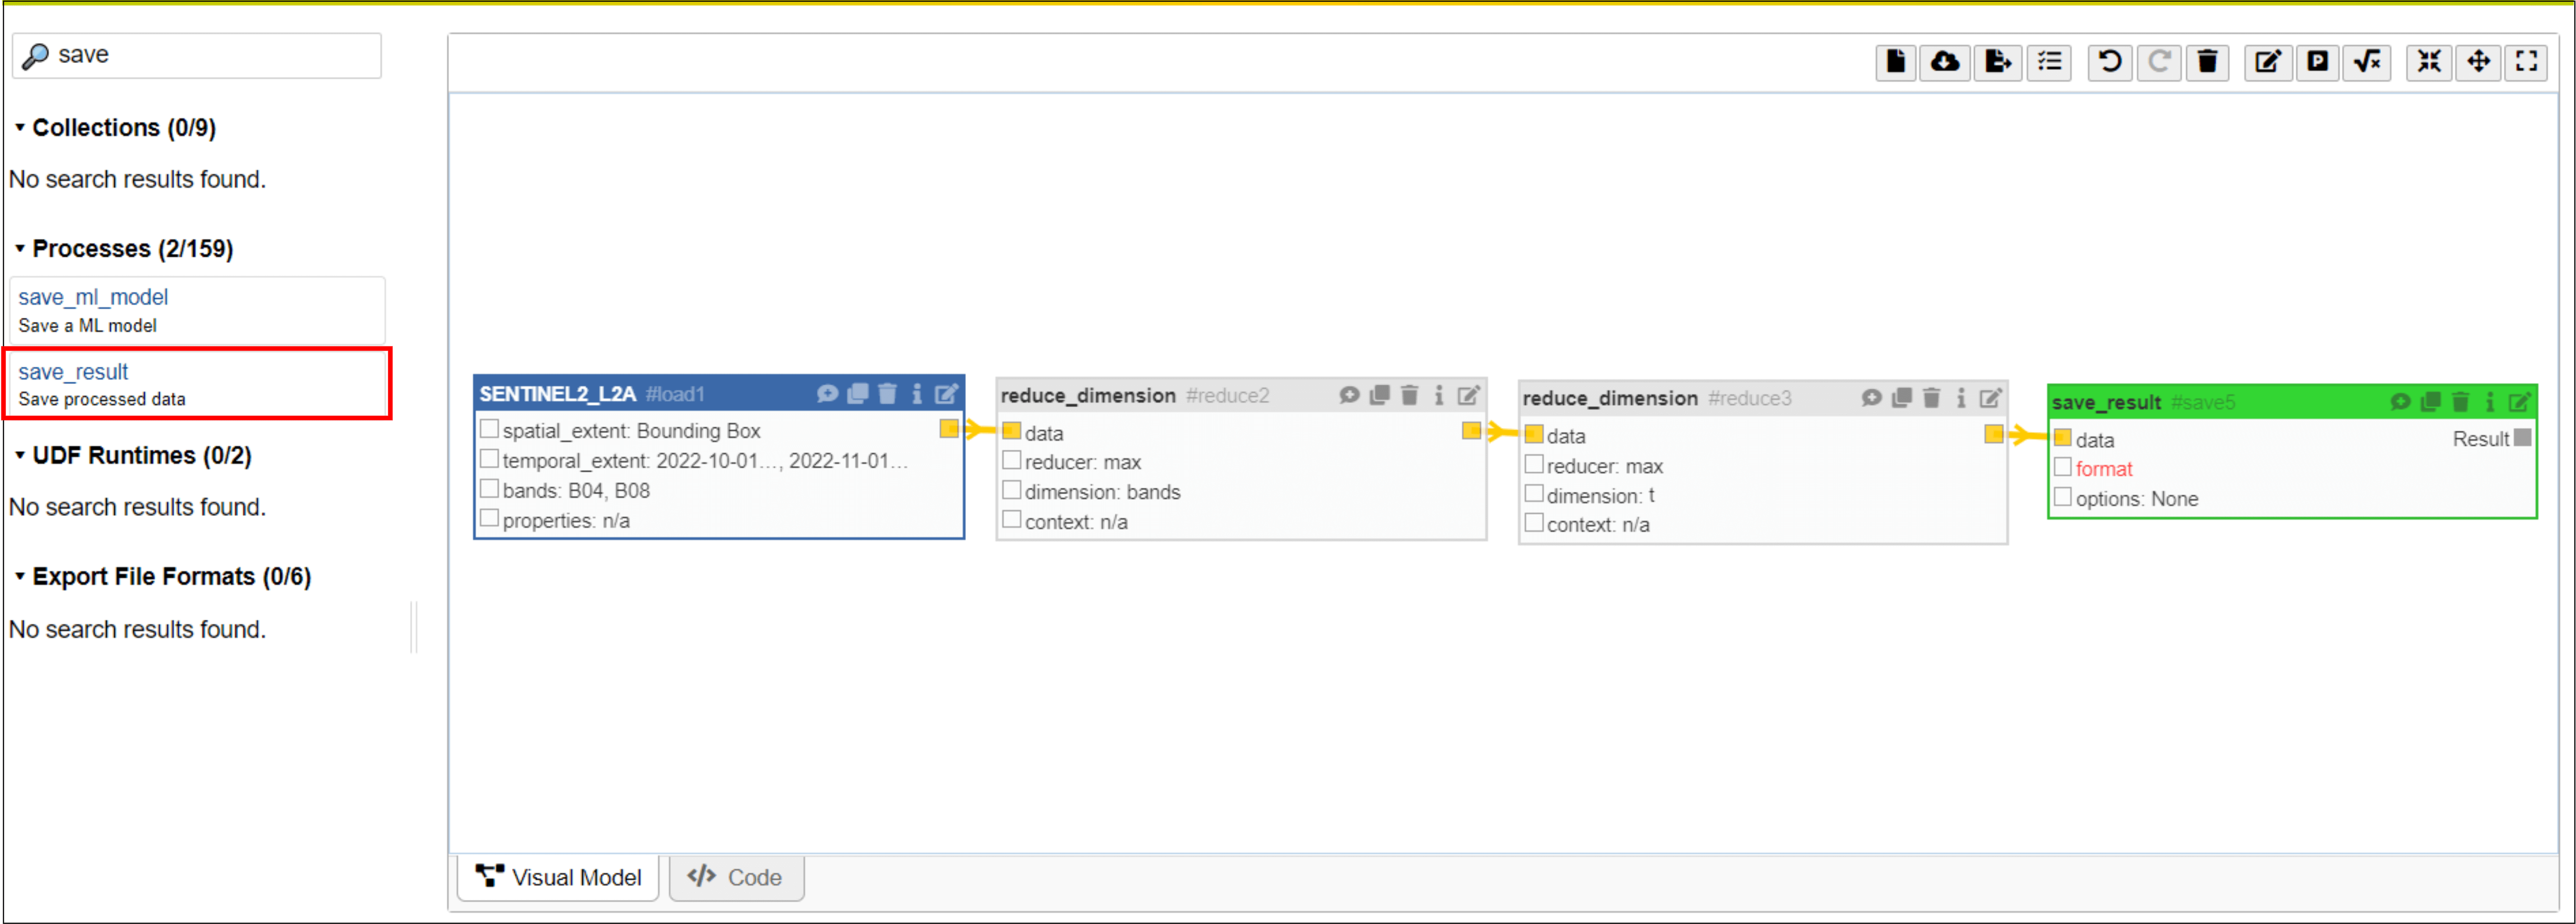 save
Collections (0/9)
No search results found.
Processes (2/159)
save_ml_model
Save a ML model
save_result
Save processed data
UDF Runtimes (0/2)
No search results found.
Export File Formats (0/6)
No search results found.
SENTINEL2_L2A #load1
spatial_extent: Bounding Box
temporal_extent: 2022-10-01..., 2022-11-01...
bands: B04, B08
properties: n/a
reduce_dimension #reduce2
data
reducer: max
dimension: bands
context: n/a
reduce_dimension #reduce3
data
reducer: max
dimension: t
context: n/a
save_result #save5
data Result
format
options: None
Visual Model
Code